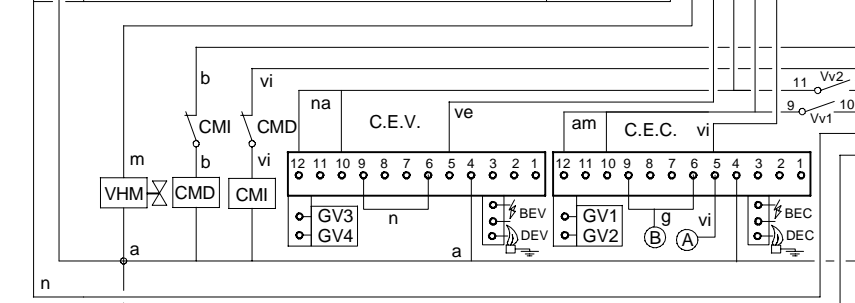 11 Vv2
9 10
Vv1
b vi
na
C.E.V.
ve
am
C.E.C.
vi
CMI CMD
m b vi
12 11 10 9 8 7 6 5 4 3 2 1
12 11 10 9 8 7 6 5 4 3 2 1
VHM CMD CMI
GV3
GV4
n
BEV
DEV
GV1
GV2
g
B
A
vi
BEC
DEC
a
a
n